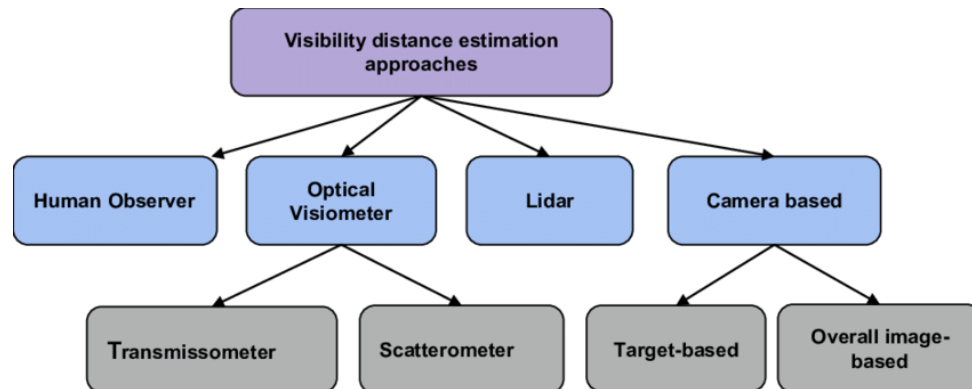 Visibility distance estimation
approaches
Human Observer
Optical
Visiometer
Lidar
Camera based
Transmissometer
Scatterometer
Target-based
Overall image-
based